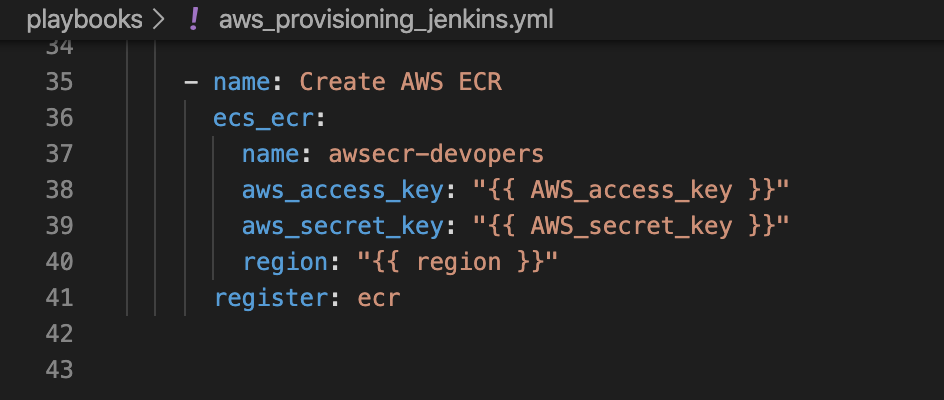 playbooks > ! aws_provisioning_jenkins.yml
34
35 - name: Create AWS ECR
36 ecs_ecr:
37 name: awsecr-devopers
38 aws_access_key: "{{ AWS_access_key }}"
39 aws_secret_key: "{{ AWS_secret_key }}"
40 region: "{{ region }}"
41 register: ecr
42
43